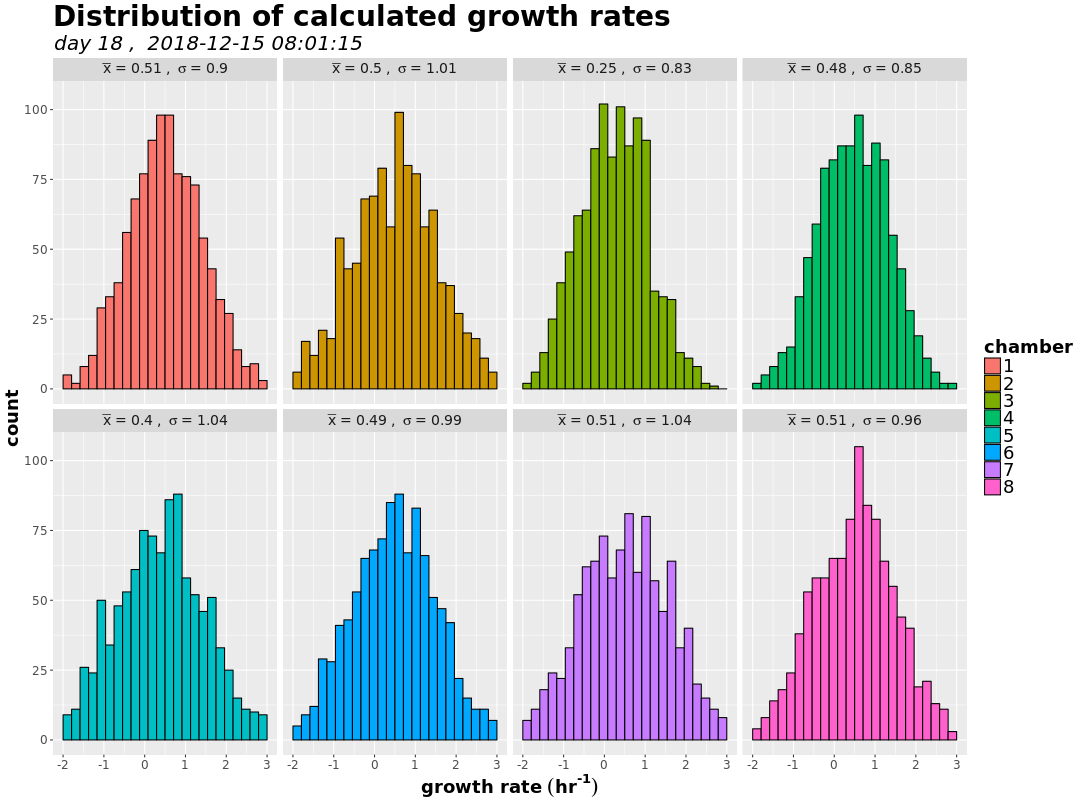 Distribution of calculated growth rates
day 18 ,  2018-12-15 08:01:15
x̅ = 0.51 ,  σ = 0.9
x̅ = 0.5 ,  σ = 1.01
x̅ = 0.25 ,  σ = 0.83
x̅ = 0.48 ,  σ = 0.85
100
75
50
25
0
count
x̅ = 0.4 ,  σ = 1.04
x̅ = 0.49 ,  σ = 0.99
x̅ = 0.51 ,  σ = 1.04
x̅ = 0.51 ,  σ = 0.96
100
75
50
25
0
-2 -1 0 1 2 3
-2 -1 0 1 2 3
-2 -1 0 1 2 3
-2 -1 0 1 2 3
growth rate (hr⁻¹)
chamber
1
2
3
4
5
6
7
8